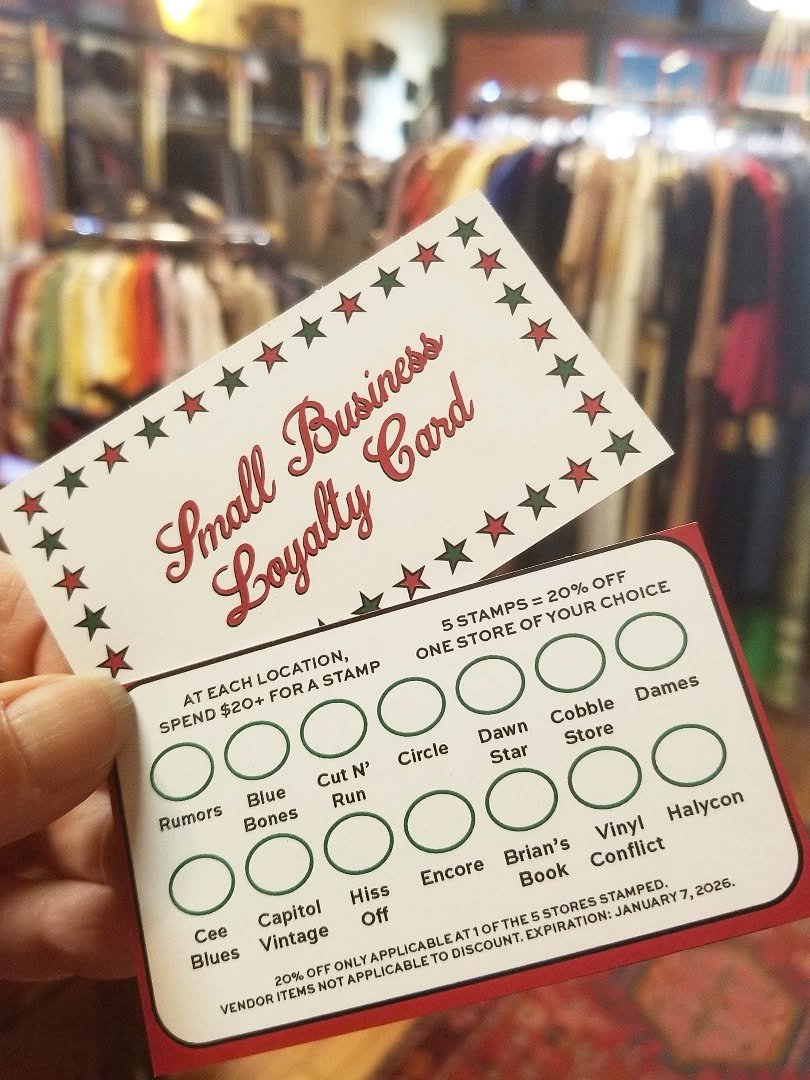 Small Business
Loyalty Card
AT EACH LOCATION,
SPEND $20+ FOR A STAMP
5 STAMPS = 20% OFF
ONE STORE OF YOUR CHOICE
Rumors
Blue
Bones
Cut N'
Run
Circle
Dawn
Star
Cobble
Store
Dames
Cee
Blues
Capitol
Vintage
Hiss
Off
Encore
Brian's
Book
Vinyl
Conflict
Halycon
20% OFF ONLY APPLICABLE AT 1 OF THE 5 STORES STAMPED.
VENDOR ITEMS NOT APPLICABLE TO DISCOUNT. EXPIRATION: JANUARY 7, 2026.